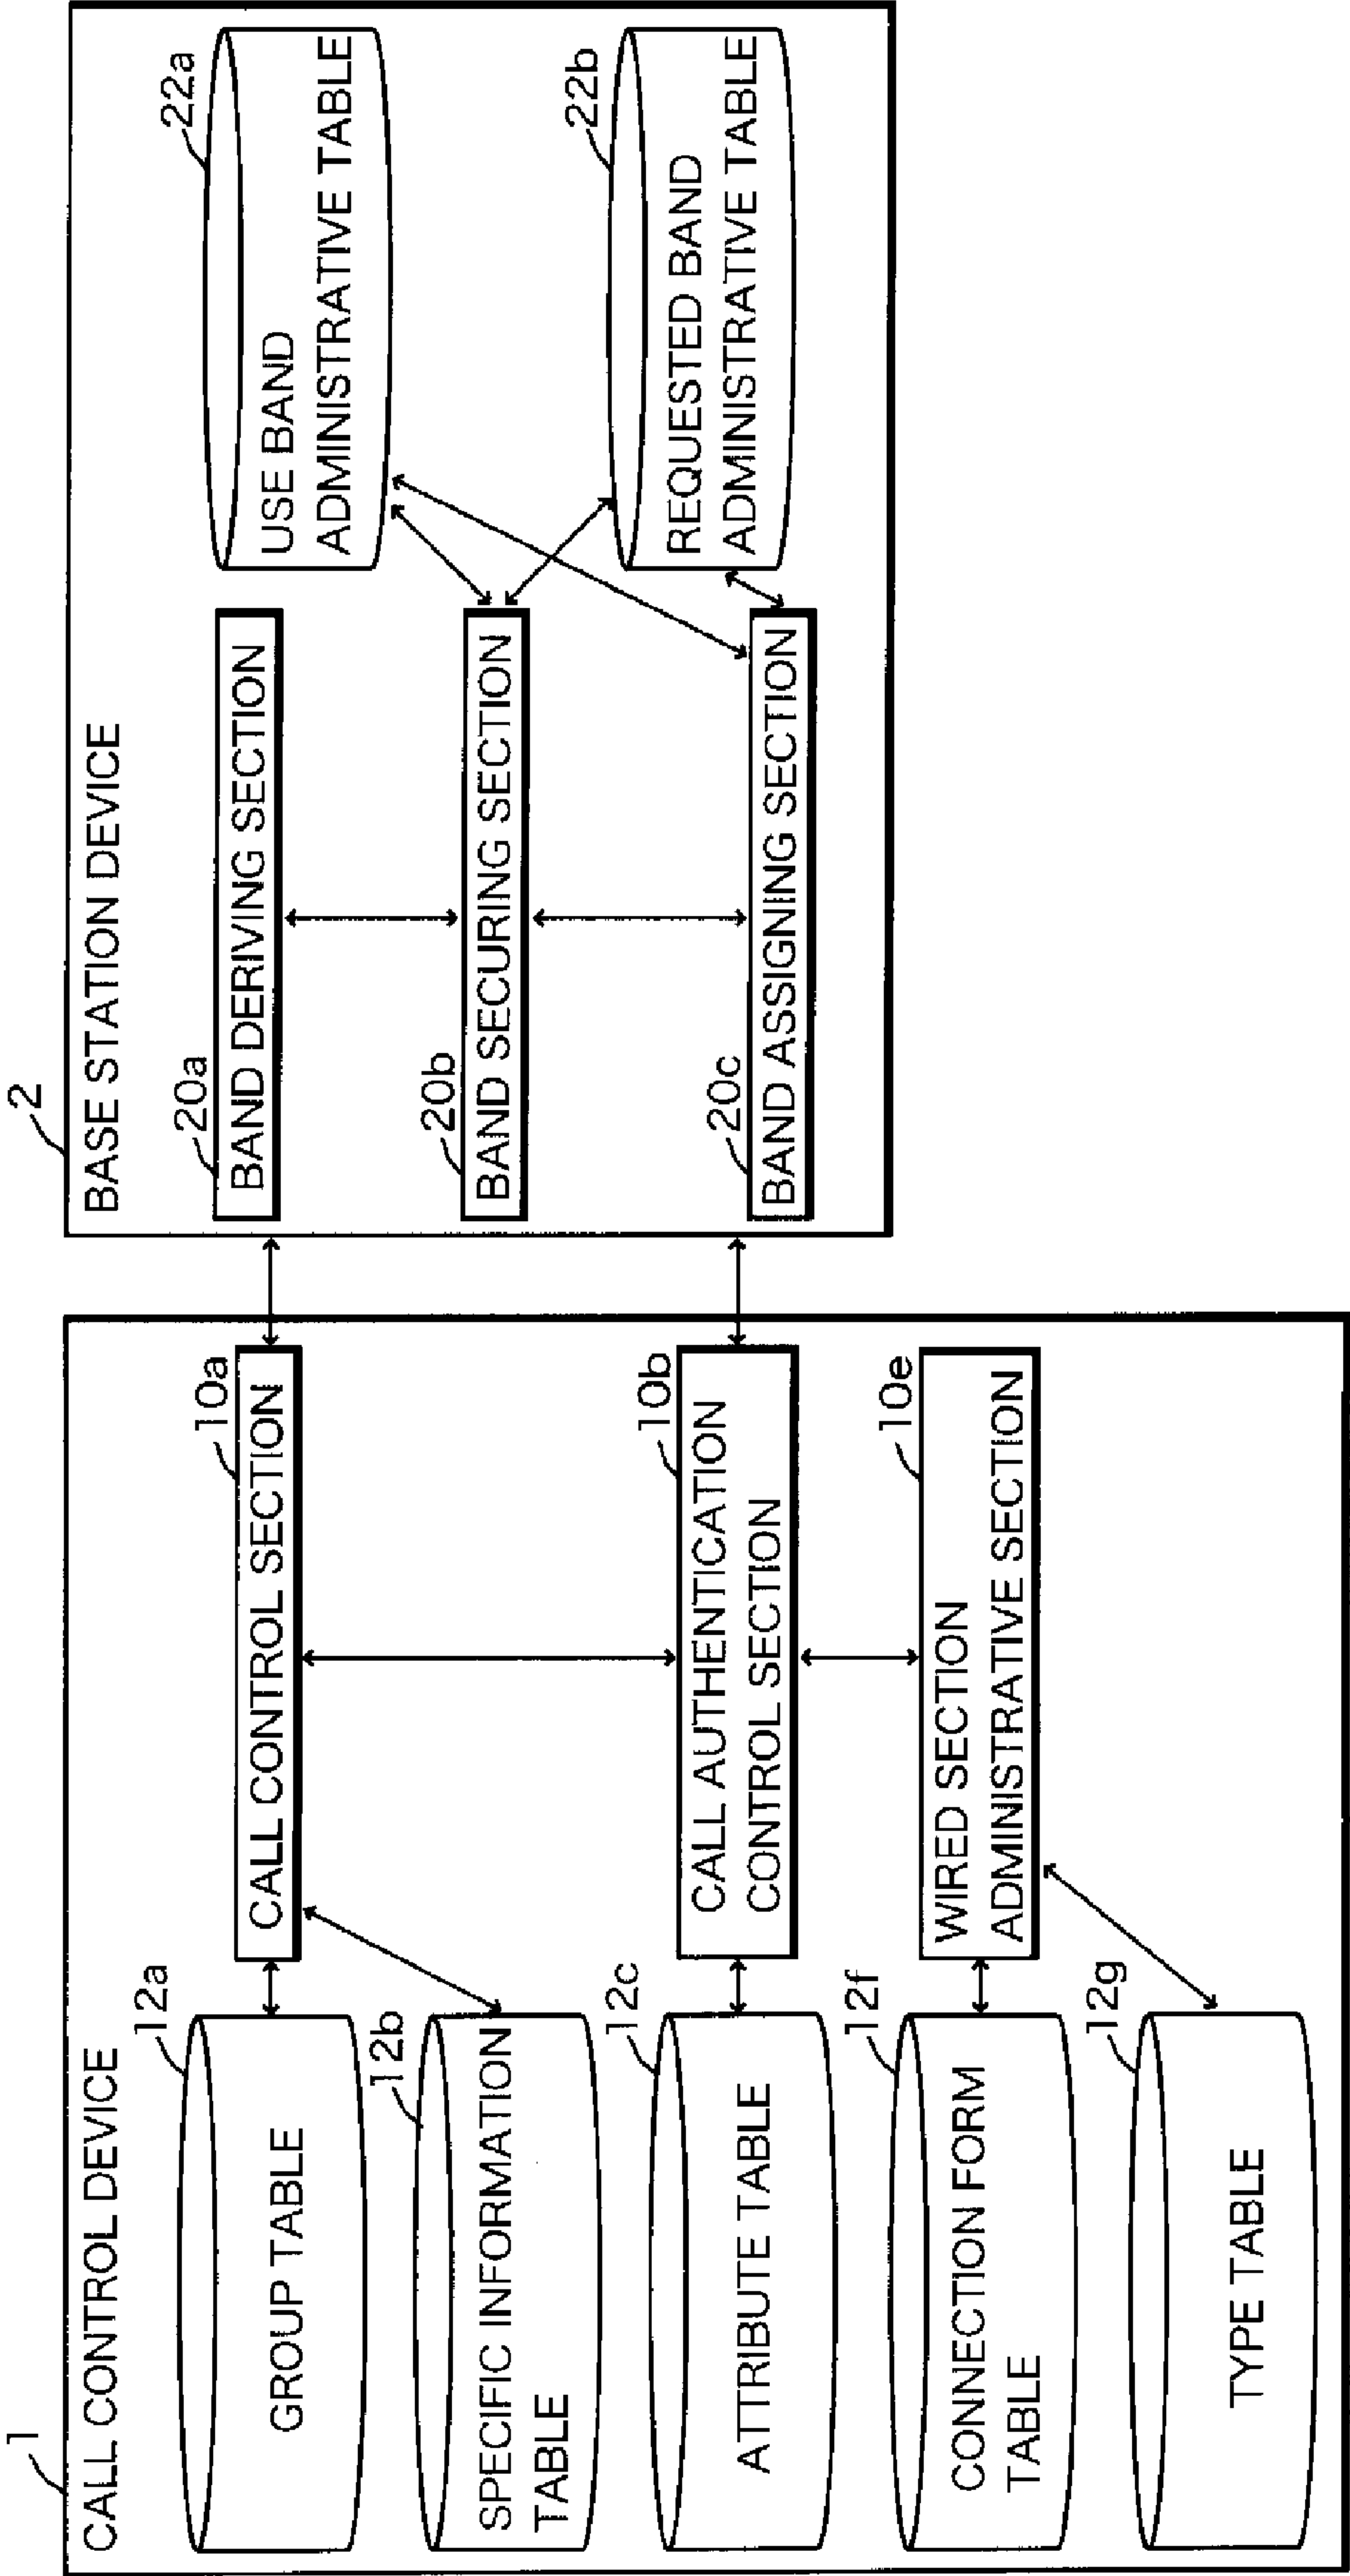 1
CALL CONTROL DEVICE
12a
GROUP TABLE
12b
SPECIFIC INFORMATION
TABLE
12c
ATTRIBUTE TABLE
12f
CONNECTION FORM
TABLE
12g
TYPE TABLE
10a
CALL CONTROL SECTION
10b
CALL AUTHENTICATION
CONTROL SECTION
10e
WIRED SECTION
ADMINISTRATIVE SECTION
2
BASE STATION DEVICE
20a
BAND DERIVING SECTION
20b
BAND SECURING SECTION
20c
BAND ASSIGNING SECTION
22a
USE BAND
ADMINISTRATIVE TABLE
22b
REQUESTED BAND
ADMINISTRATIVE TABLE